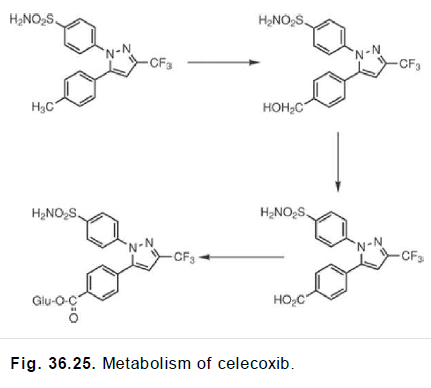 H₂NO₂S
N
N
CF₃
H₃C
H₂NO₂S
N
N
CF₃
HOH₂C
H₂NO₂S
N
N
CF₃
HO₂C
H₂NO₂S
N
N
CF₃
Glu-O-C
O
Fig. 36.25. Metabolism of celecoxib.